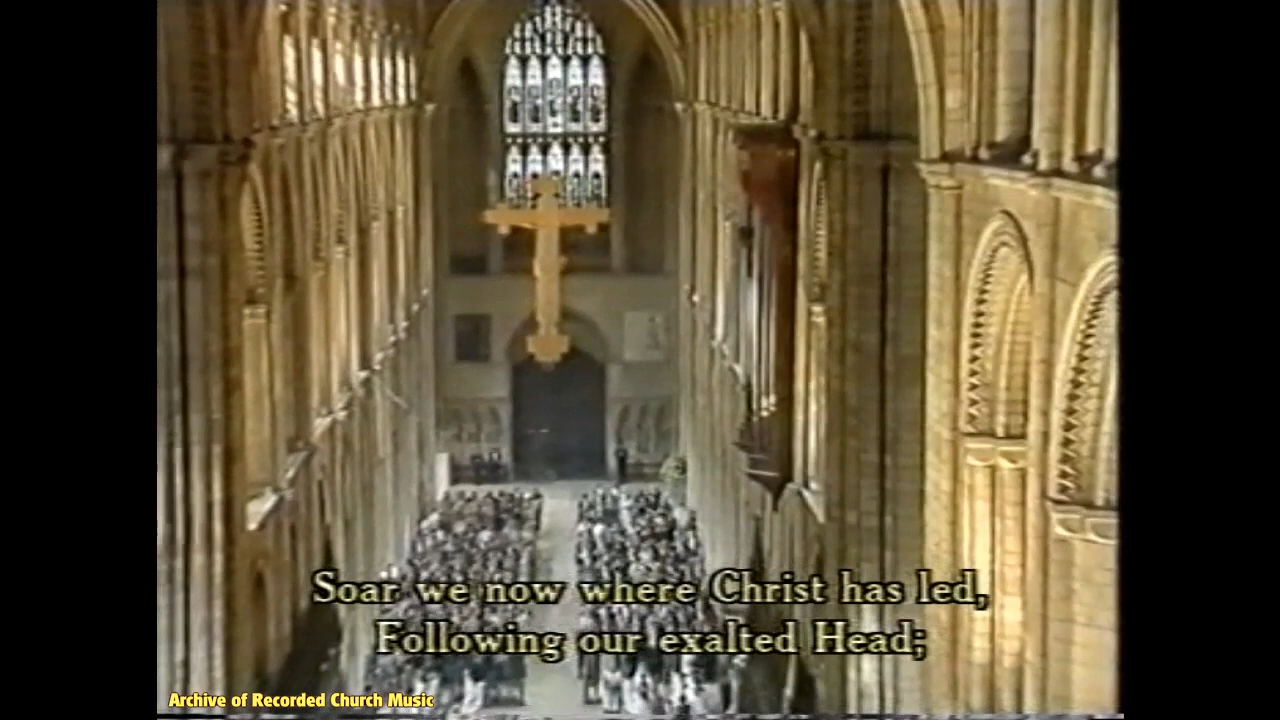 Soar we now where Christ has led,
Following our exalted Head;
Archive of Recorded Church Music